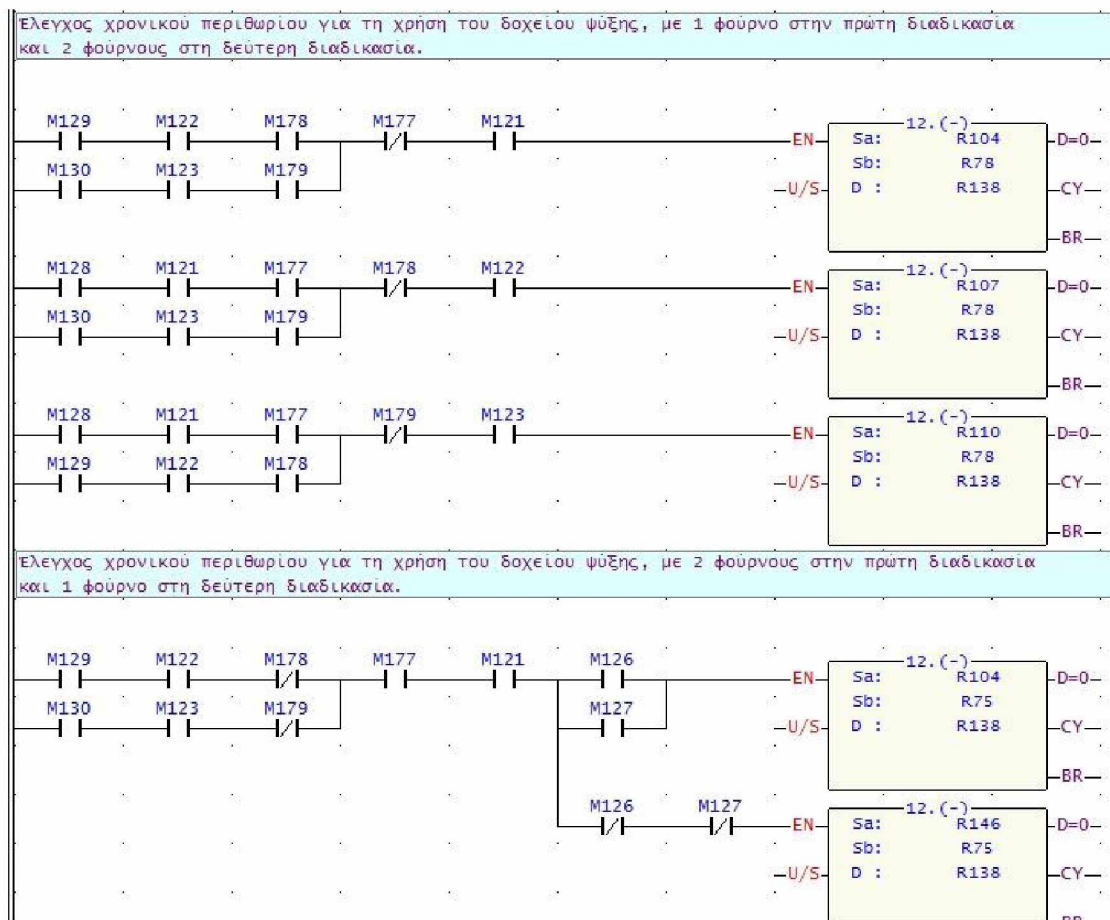 Έλεγχος χρονικού περιθωρίου για τη χρήση του δοχείου ψύξης, με 1 φούρνο στην πρώτη διαδικασία
και 2 φούρνους στη δεύτερη διαδικασία.
M129 M122 M178 M177 M121
12.(-)
EN Sa: R104 D=0
M130 M123 M179
Sb: R78
U/S D : R138 CY
BR
M128 M121 M177 M178 M122
12.(-)
EN Sa: R107 D=0
M130 M123 M179
Sb: R78
U/S D : R138 CY
BR
M128 M121 M177 M179 M123
12.(-)
EN Sa: R110 D=0
M129 M122 M178
Sb: R78
U/S D : R138 CY
BR
Έλεγχος χρονικού περιθωρίου για τη χρήση του δοχείου ψύξης, με 2 φούρνους στην πρώτη διαδικασία
και 1 φούρνο στη δεύτερη διαδικασία.
M129 M122 M178 M177 M121 M126
12.(-)
EN Sa: R104 D=0
M130 M123 M179 M127
Sb: R75
U/S D : R138 CY
BR
M126 M127
12.(-)
EN Sa: R146 D=0
Sb: R75
U/S D : R138 CY
BR